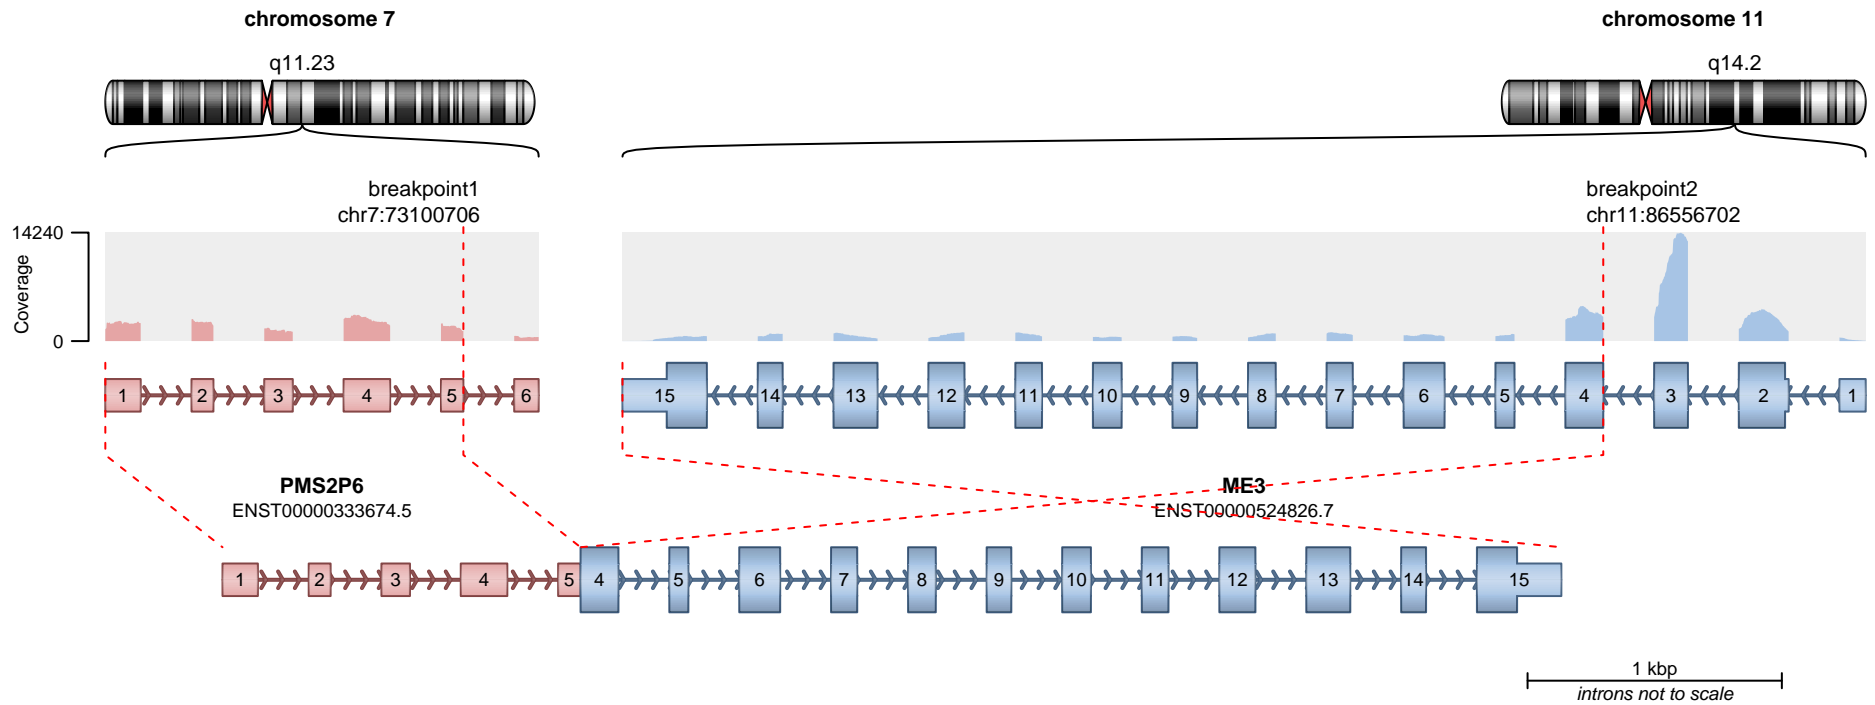 chromosome 7
chromosome 11
q11.23
q14.2
breakpoint1
chr7:73100706
breakpoint2
chr11:86556702
14240
Coverage
0
1 2 3 4 5 6
15 14 13 12 11 10 9 8 7 6 5 4 3 2 1
PMS2P6
ENST00000333674.5
ME3
ENST00000524826.7
1 2 3 4 5 4 5 6 7 8 9 10 11 12 13 14 15
1 kbp
introns not to scale